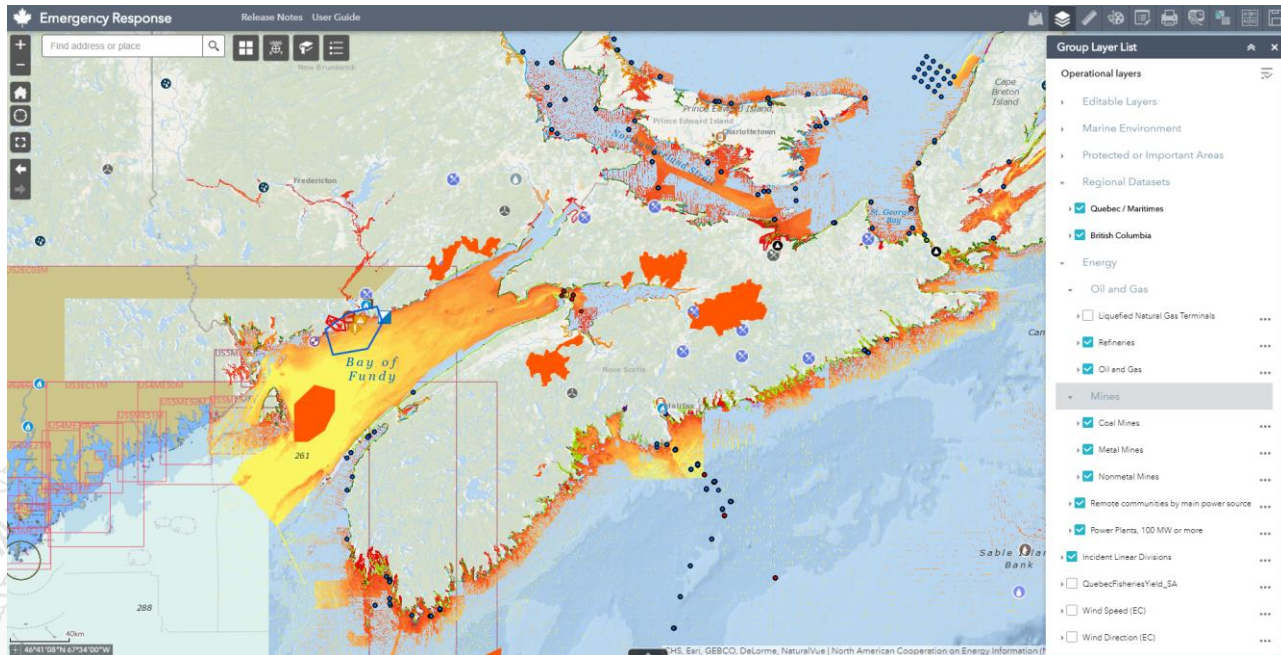 Emergency Response
Release Notes User Guide
Find address or place
Group Layer List
Operational layers
Editable Layers
Marine Environment
Protected or Important Areas
Regional Datasets
Quebec / Maritimes
British Columbia
Energy
Oil and Gas
Liquefied Natural Gas Terminals
Refineries
Oil and Gas
Mines
Coal Mines
Metal Mines
Nonmetal Mines
Remote communities by main power source
Power Plants, 100 MW or more
Incident Linear Divisions
QuebecFisheriesYield_SA
Wind Speed (EC)
Wind Direction (EC)
New Brunswick
Cape
Breton
Island
Prince Edward Island
Prince Edward Island
Charlottetown
Northumberland Strait
Fredericton
St. George
Bay
US2EC03M
Bay of
Fundy
US3EC11M
US4ME30M
Nova Scotia
Halifax
261
Bank
288
40km
46°41'08"N 67°34'00"W
CHS, Esri, GEBCO, DeLorme, NaturalVue | North American Cooperation on Energy Information